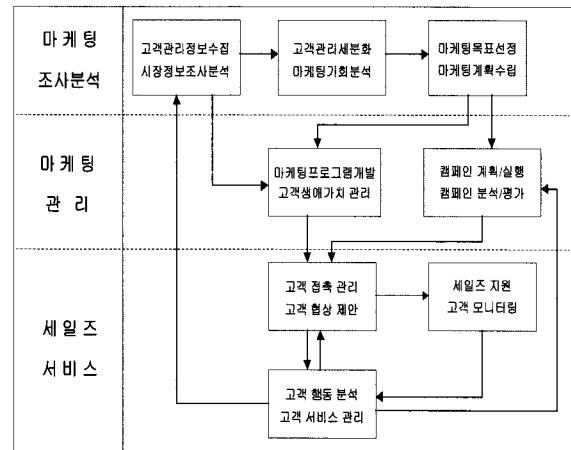 마 케 팅
조사분석
고객관리정보수집
시장정보조사분석
고객관리세분화
마케팅기회분석
마케팅목표선정
마케팅계획수립
마 케 팅
관 리
마케팅프로그램개발
고객생애가치 관리
캠페인 계획/실행
캠페인 분석/평가
세일즈
서비스
고객 접촉 관리
고객 협상 제안
세일즈 지원
고객 모니터링
고객 행동 분석
고객 서비스 관리